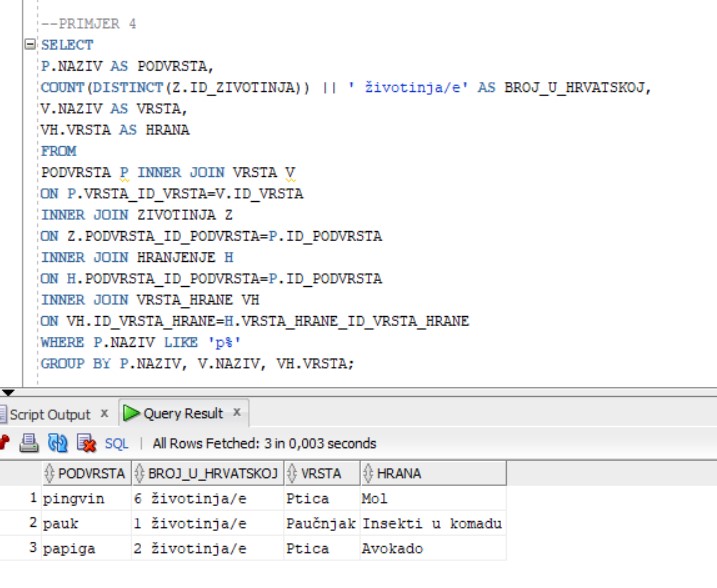 --PRIMJER 4
SELECT
P.NAZIV AS PODVRSTA,
COUNT(DISTINCT(Z.ID_ZIVOTINJA)) || ' životinja/e' AS BROJ_U_HRVATSKOJ,
V.NAZIV AS VRSTA,
VH.VRSTA AS HRANA
FROM
PODVRSTA P INNER JOIN VRSTA V
ON P.VRSTA_ID_VRSTA=V.ID_VRSTA
INNER JOIN ZIVOTINJA Z
ON Z.PODVRSTA_ID_PODVRSTA=P.ID_PODVRSTA
INNER JOIN HRANJENJE H
ON H.PODVRSTA_ID_PODVRSTA=P.ID_PODVRSTA
INNER JOIN VRSTA_HRANE VH
ON VH.ID_VRSTA_HRANE=H.VRSTA_HRANE_ID_VRSTA_HRANE
WHERE P.NAZIV LIKE 'p%'
GROUP BY P.NAZIV, V.NAZIV, VH.VRSTA;
Script Output x Query Result x
SQL | All Rows Fetched: 3 in 0,003 seconds
PODVRSTA BROJ_U_HRVATSKOJ VRSTA HRANA
1 pingvin 6 životinja/e Ptica Mol
2 pauk 1 životinja/e Paučnjak Insekti u komadu
3 papiga 2 životinja/e Ptica Avokado